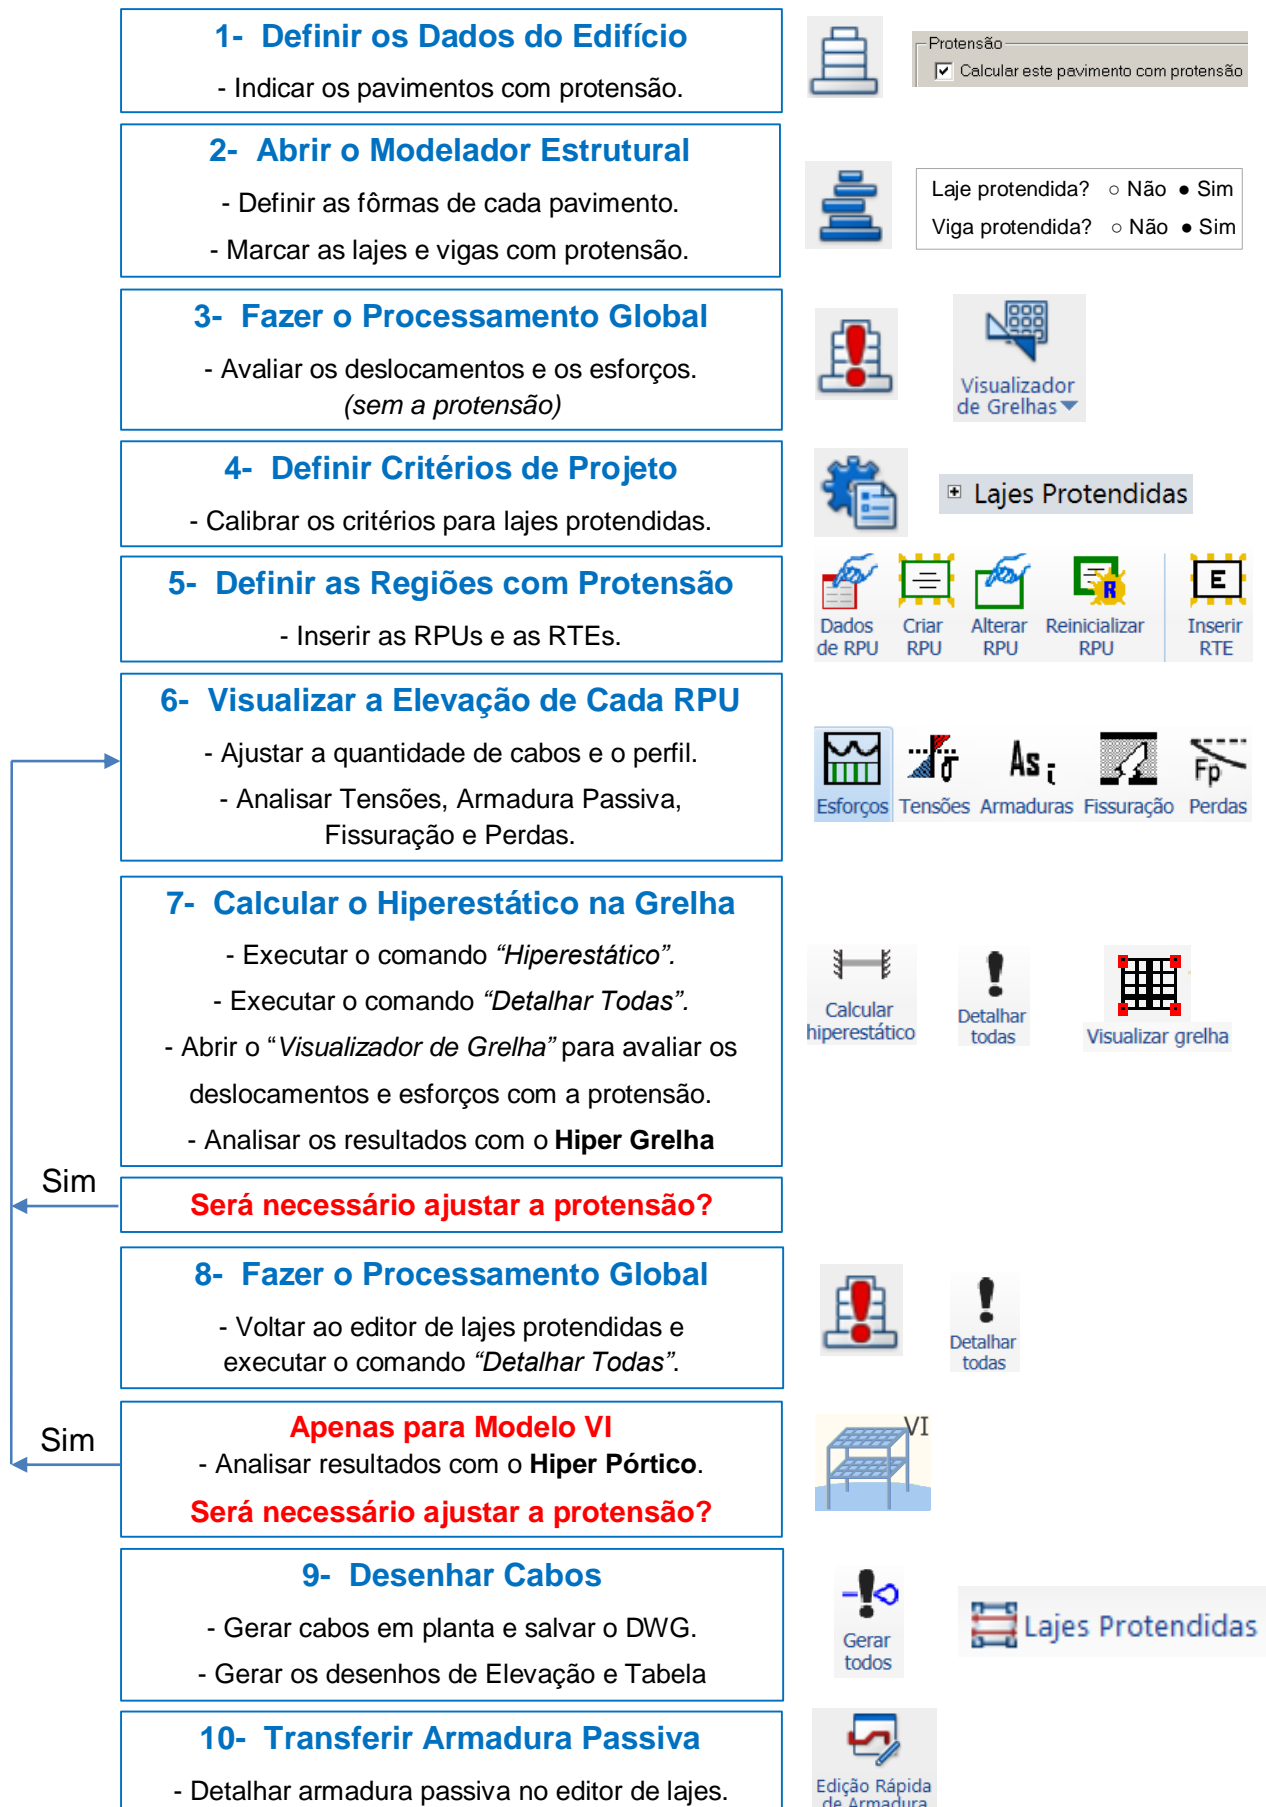 1- Definir os Dados do Edifício
- Indicar os pavimentos com protensão.
Protensão
Calcular este pavimento com protensão
2- Abrir o Modelador Estrutural
- Definir as fôrmas de cada pavimento.
- Marcar as lajes e vigas com protensão.
Laje protendida? ○ Não ● Sim
Viga protendida? ○ Não ● Sim
3- Fazer o Processamento Global
- Avaliar os deslocamentos e os esforços.
(sem a protensão)
Visualizador
de Grelhas
4- Definir Critérios de Projeto
- Calibrar os critérios para lajes protendidas.
Lajes Protendidas
5- Definir as Regiões com Protensão
- Inserir as RPUs e as RTEs.
Dados
de RPU
Criar
RPU
Alterar
RPU
R
Reinicializar
RPU
E
Inserir
RTE
6- Visualizar a Elevação de Cada RPU
- Ajustar a quantidade de cabos e o perfil.
- Analisar Tensões, Armadura Passiva,
Fissuração e Perdas.
Esforços
σ
Tensões
As i
Armaduras
Fissuração
Fp
Perdas
7- Calcular o Hiperestático na Grelha
- Executar o comando “Hiperestático”.
- Executar o comando “Detalhar Todas”.
- Abrir o “Visualizador de Grelha” para avaliar os
deslocamentos e esforços com a protensão.
- Analisar os resultados com o Hiper Grelha
Calcular
hiperestático
Detalhar
todas
Visualizar grelha
Sim
Será necessário ajustar a protensão?
8- Fazer o Processamento Global
- Voltar ao editor de lajes protendidas e
executar o comando “Detalhar Todas”.
Detalhar
todas
Sim
Apenas para Modelo VI
- Analisar resultados com o Hiper Pórtico.
Será necessário ajustar a protensão?
VI
9- Desenhar Cabos
- Gerar cabos em planta e salvar o DWG.
- Gerar os desenhos de Elevação e Tabela
Gerar
todos
Lajes Protendidas
10- Transferir Armadura Passiva
- Detalhar armadura passiva no editor de lajes.
Edição Rápida
de Armadura